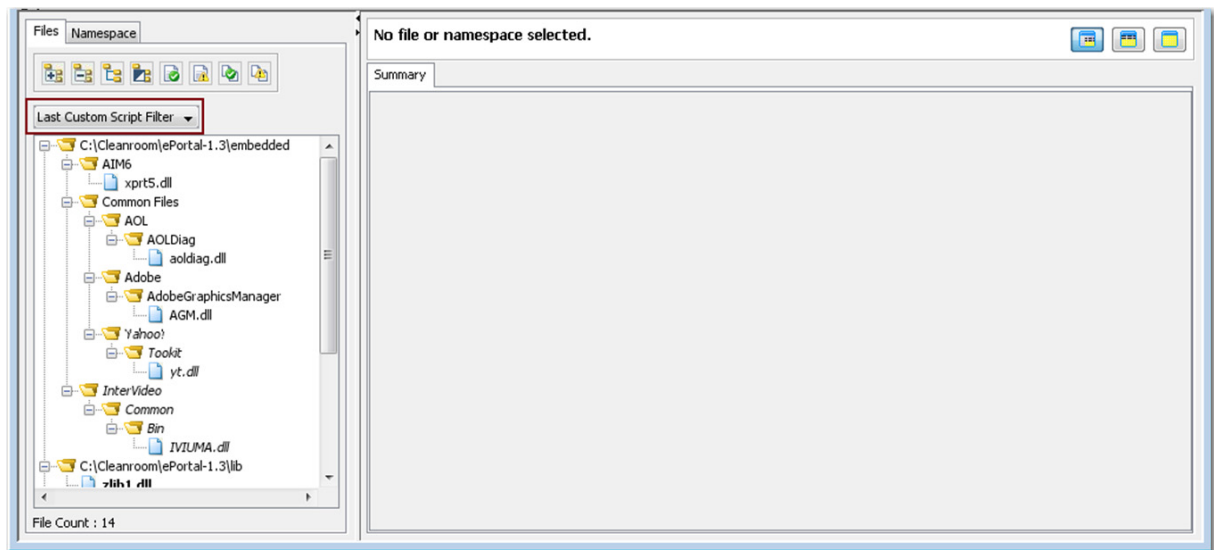 Files Namespace
Last Custom Script Filter
C:\Cleanroom\ePortal-1.3\embedded
AIM6
xprt5.dll
Common Files
AOL
AOLDiag
aoldiag.dll
Adobe
AdobeGraphicsManager
AGM.dll
Yahoo!
Tookit
yt.dll
InterVideo
Common
Bin
IVIUMA.dll
C:\Cleanroom\ePortal-1.3\lib
zlib1.dll
File Count : 14
No file or namespace selected.
Summary